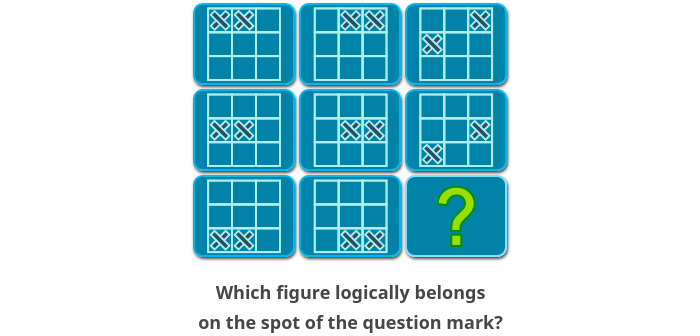 ?
Which figure logically belongs
on the spot of the question mark?